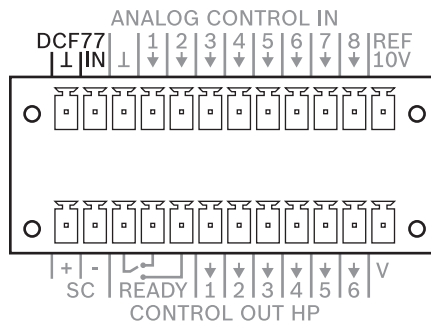 ANALOG CONTROL IN
DCF77 1 2 3 4 5 6 7 8 REF
⊥ IN ⊥ 10V
+ - V
SC READY 1 2 3 4 5 6
CONTROL OUT HP